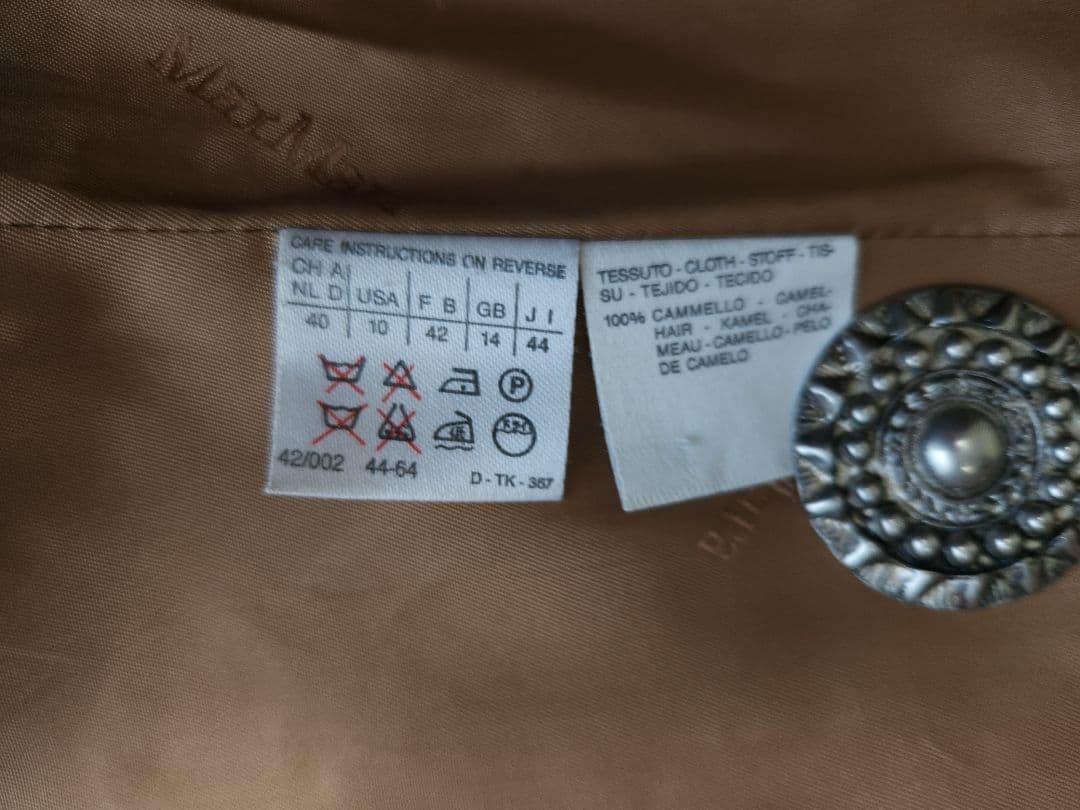 MaxMara
CARE INSTRUCTIONS ON REVERSE
CH A
NL D USA F B GB J I
40 10 42 14 44
P
42/002 44-64
D-TK-367
TESSUTO - CLOTH - STOFF - TIS-
SU - TEJIDO - TECIDO
100% CAMMELLO - CAMEL-
HAIR - KAMEL - CHA-
MEAU - CAMELLO - PELO
DE CAMELO